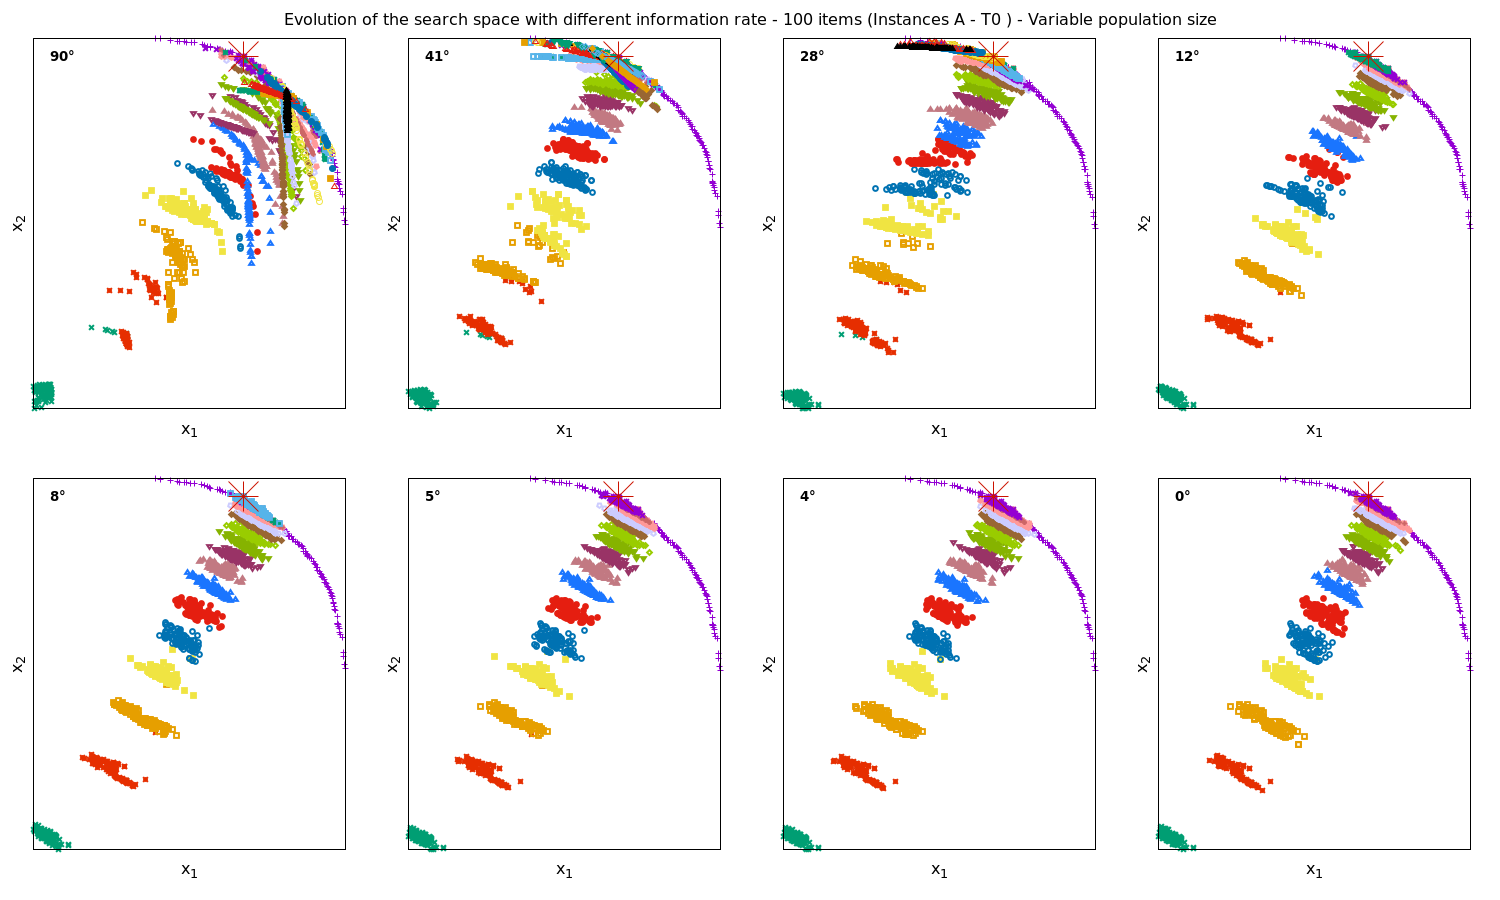 Evolution of the search space with different information rate - 100 items (Instances A - T0 ) - Variable population size
90°
41°
28°
12°
x2
x2
x2
x2
x1
x1
x1
x1
8°
5°
4°
0°
x2
x2
x2
x2
x1
x1
x1
x1